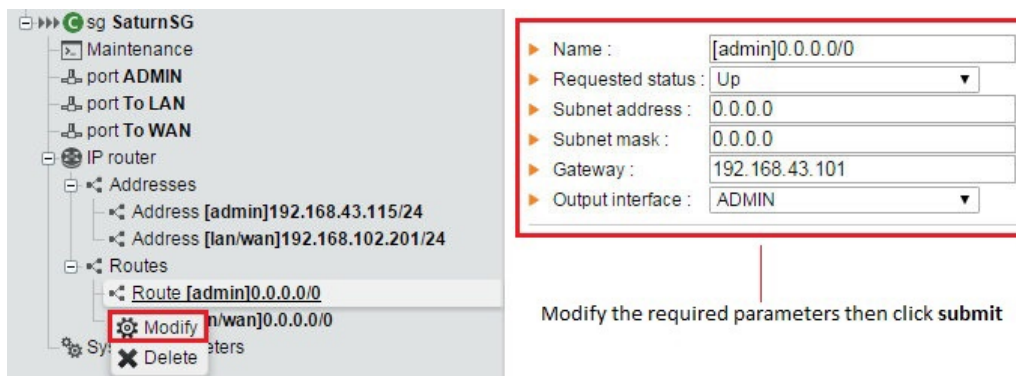 sg SaturnSG
Maintenance
port ADMIN
port To LAN
port To WAN
IP router
Addresses
Address [admin]192.168.43.115/24
Address [lan/wan]192.168.102.201/24
Routes
Route [admin]0.0.0.0/0
n/wan]0.0.0.0/0
Modify
Sy eters
Delete
Name : [admin]0.0.0.0/0
Requested status : Up
Subnet address : 0.0.0.0
Subnet mask : 0.0.0.0
Gateway : 192.168.43.101
Output interface : ADMIN
Modify the required parameters then click submit